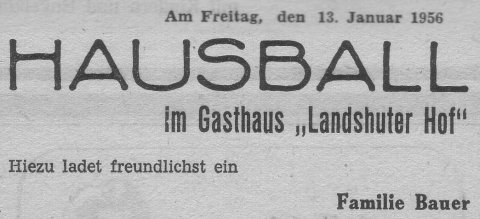 Am Freitag, den 13. Januar 1956
HAUSBALL
im Gasthaus „Landshuter Hof“
Hiezu ladet freundlichst ein
Familie Bauer